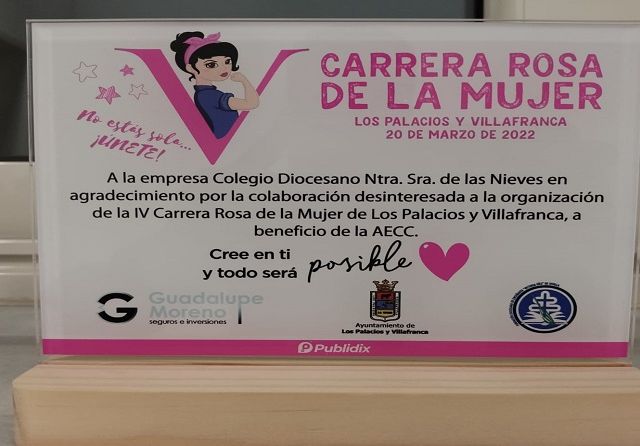 V CARRERA ROSA
DE LA MUJER
LOS PALACIOS Y VILLAFRANCA
20 DE MARZO DE 2022
No estás sola...
¡ÚNETE!
A la empresa Colegio Diocesano Ntra. Sra. de las Nieves en
agradecimiento por la colaboración desinteresada a la organización
de la IV Carrera Rosa de la Mujer de Los Palacios y Villafranca, a
beneficio de la AECC.
Cree en ti
y todo será posible
G Guadalupe
Moreno
seguros e inversiones
Ayuntamiento de
Los Palacios y Villafranca
Publidix